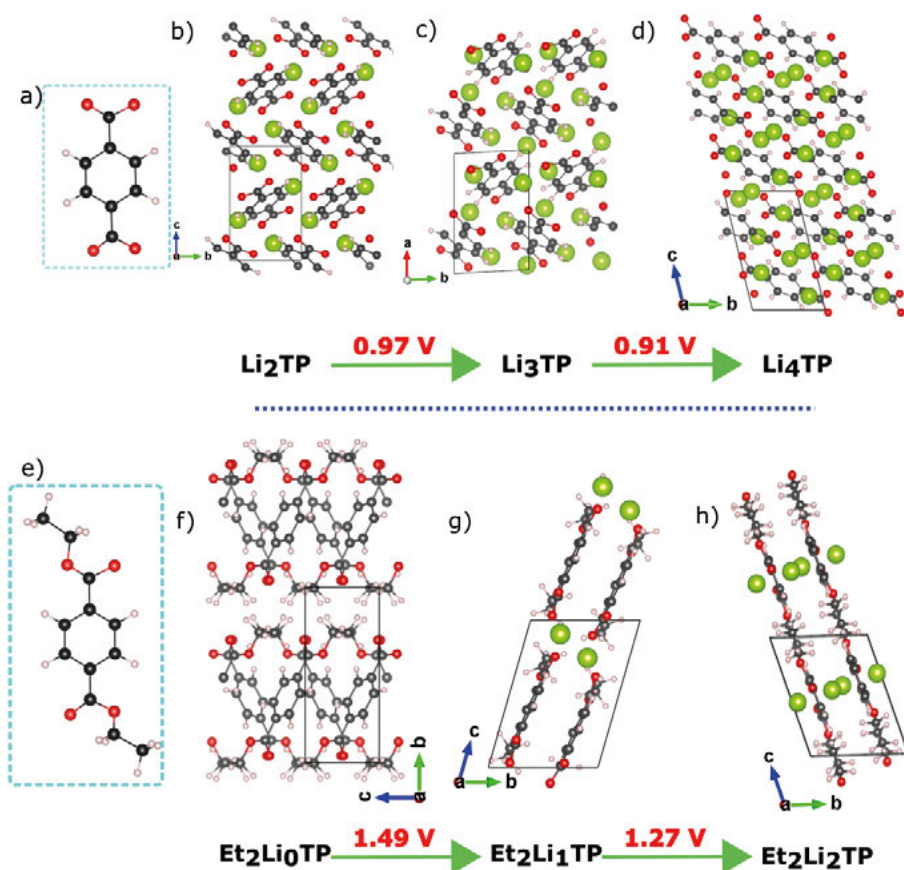 a)
b)
c)
d)
c
a b
a
b
c
a b
0.97 V
0.91 V
Li2TP
Li3TP
Li4TP
e)
f)
g)
h)
b
c a
c
a b
c
a b
1.49 V
1.27 V
Et2Li0TP
Et2Li1TP
Et2Li2TP